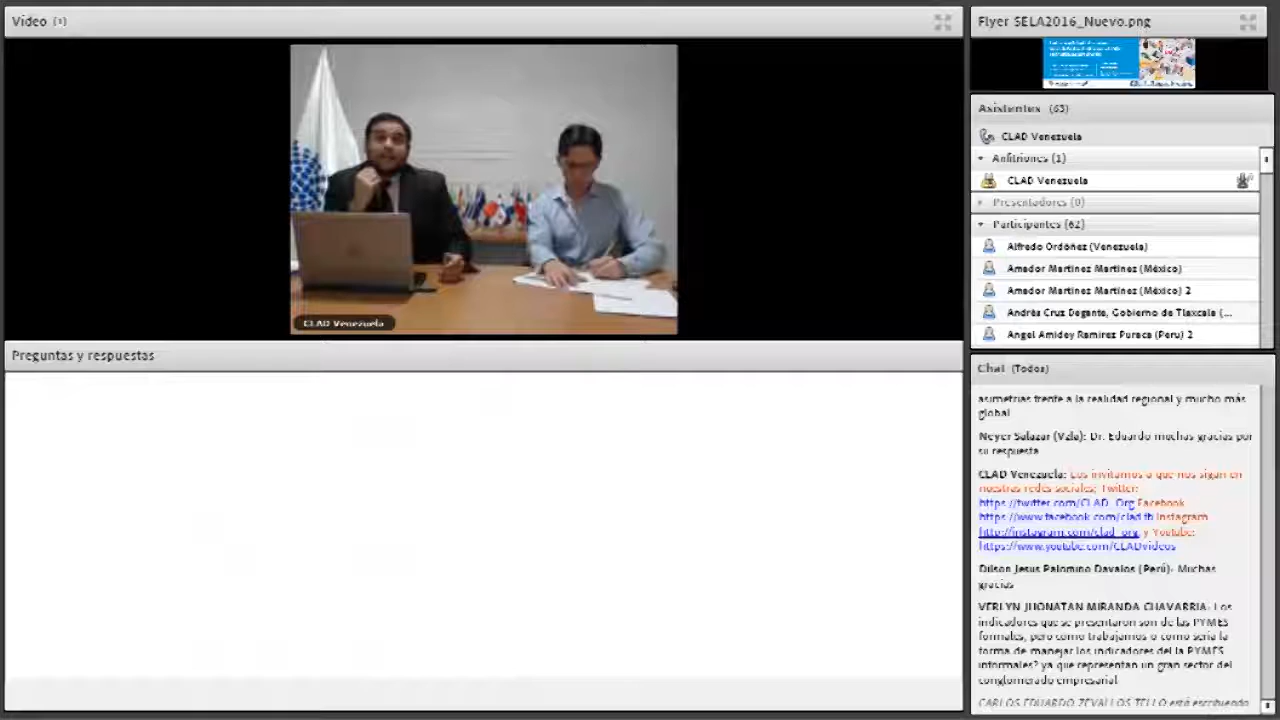 Video (1)
CLAD Venezuela
Preguntas y respuestas
Flyer SELA2016_Nuevo.png
Asistentes (63)
CLAD Venezuela
Anfitriones (1)
CLAD Venezuela
Presentadores (0)
Participantes (62)
Alfredo Ordóñez (Venezuela)
Amador Martinez Martinez (México)
Amador Martinez Martinez (México) 2
Andrés Cruz Degante, Gobierno de Tlaxcala (...
Angel Amidey Ramirez Puraca (Peru) 2
Chat (Todos)
asimetrias frente a la realidad regional y mucho más
global
Neyer Salazar (Vzla): Dr. Eduardo muchas gracias por
su respuesta
CLAD Venezuela: Los invitamos a que nos sigan en
nuestras redes sociales; Twitter:
https://twitter.com/CLAD_Org Facebook
https://www.facebook.com/clad.fb Instagram
http://instagram.com/clad_org y Youtube:
https://www.youtube.com/CLADvideos
Dilson Jesus Palomino Davalos (Perú): Muchas
gracias
VERLYN JHONATAN MIRANDA CHAVARRIA: Los
indicadores que se presentaron son de las PYMES
formales, pero como trabajamos o como seria la
forma de manejar los indicadores del la PYMES
informales? ya que representan un gran sector del
conglomerado empresarial
CARLOS EDUARDO ZEVALLOS TELLO está escribiendo